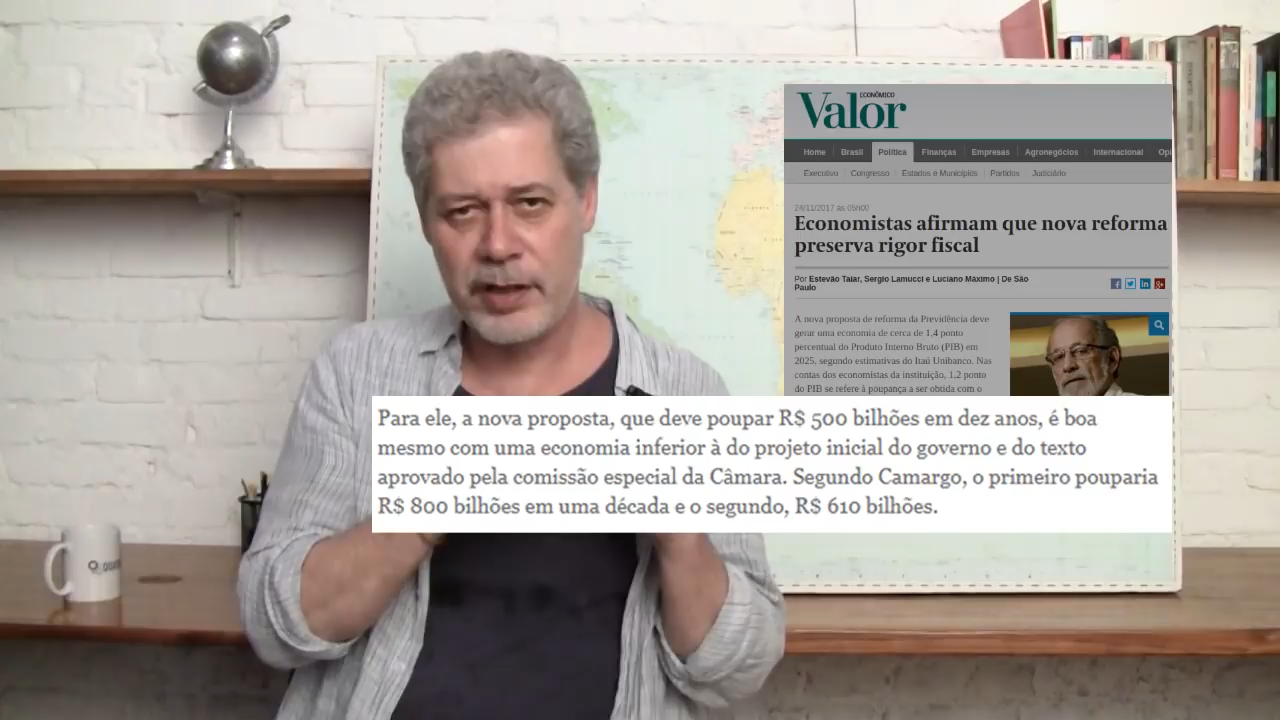 ECONÔMICO
Valor
Home Brasil Política Finanças Empresas Agronegócios Internacional Opi
Executivo Congresso Estados e Municípios Partidos Judiciário
24/11/2017 às 05h00
Economistas afirmam que nova reforma
preserva rigor fiscal
Por Estevão Taiar, Sergio Lamucci e Luciano Máximo | De São
Paulo
A nova proposta de reforma da Previdência deve
gerar uma economia de cerca de 1,4 ponto
percentual do Produto Interno Bruto (PIB) em
2025, segundo estimativas do Itaú Unibanco. Nas
contas dos economistas da instituição, 1,2 ponto
do PIB se refere à poupança a ser obtida com o
Para ele, a nova proposta, que deve poupar R$ 500 bilhões em dez anos, é boa
mesmo com uma economia inferior à do projeto inicial do governo e do texto
aprovado pela comissão especial da Câmara. Segundo Camargo, o primeiro pouparia
R$ 800 bilhões em uma década e o segundo, R$ 610 bilhões.